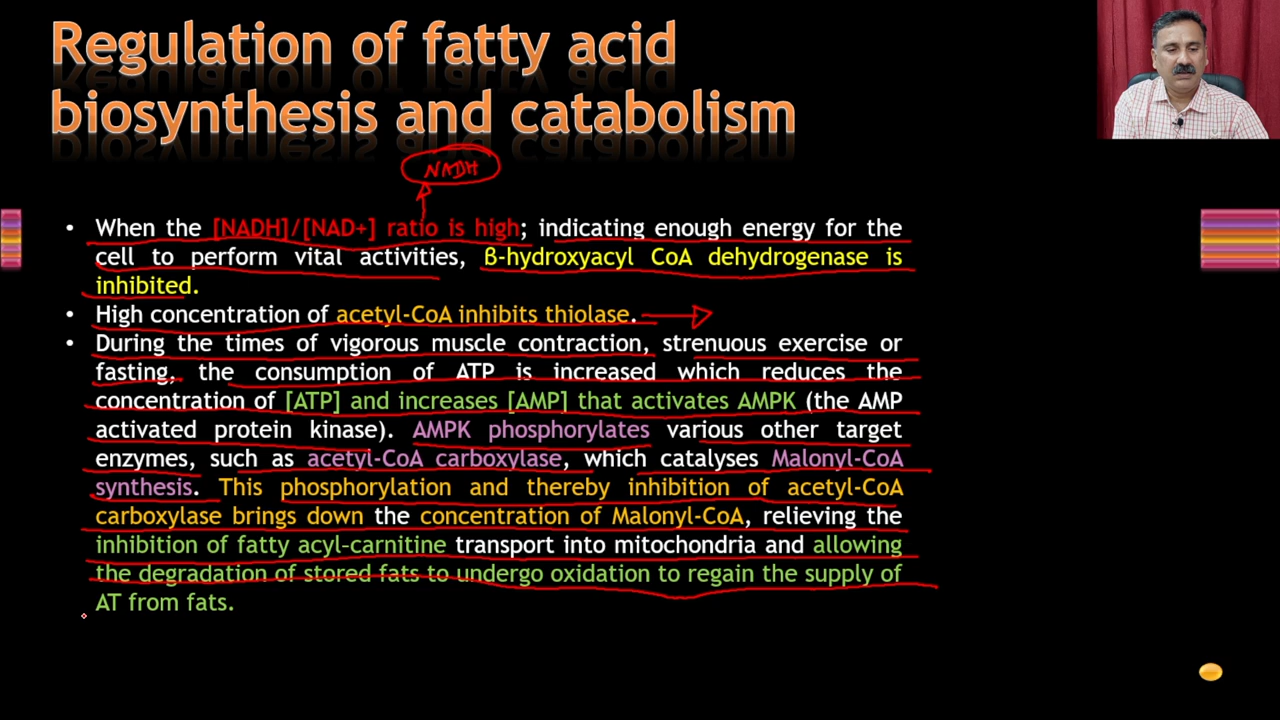 Regulation of fatty acid
biosynthesis and catabolism
NADH
• When the [NADH]/[NAD+] ratio is high; indicating enough energy for the
cell to perform vital activities, ß-hydroxyacyl CoA dehydrogenase is
inhibited.
• High concentration of acetyl-CoA inhibits thiolase.
• During the times of vigorous muscle contraction, strenuous exercise or
fasting, the consumption of ATP is increased which reduces the
concentration of [ATP] and increases [AMP] that activates AMPK (the AMP
activated protein kinase). AMPK phosphorylates various other target
enzymes, such as acetyl-CoA carboxylase, which catalyses Malonyl-CoA
synthesis. This phosphorylation and thereby inhibition of acetyl-CoA
carboxylase brings down the concentration of Malonyl-CoA, relieving the
inhibition of fatty acyl-carnitine transport into mitochondria and allowing
the degradation of stored fats to undergo oxidation to regain the supply of
AT from fats.